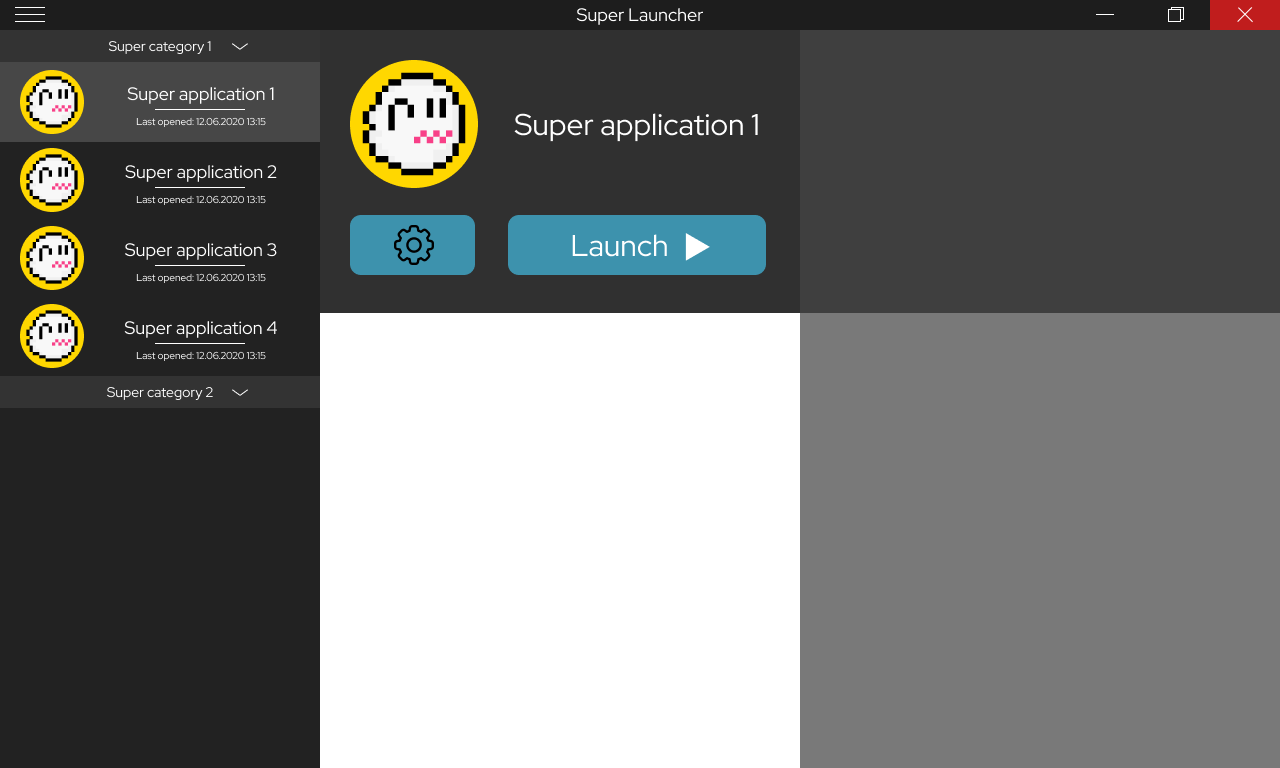 Super Launcher
Super category 1
Super application 1
Last opened: 12.06.2020 13:15
Super application 2
Last opened: 12.06.2020 13:15
Super application 3
Last opened: 12.06.2020 13:15
Super application 4
Last opened: 12.06.2020 13:15
Super category 2
Super application 1
Launch